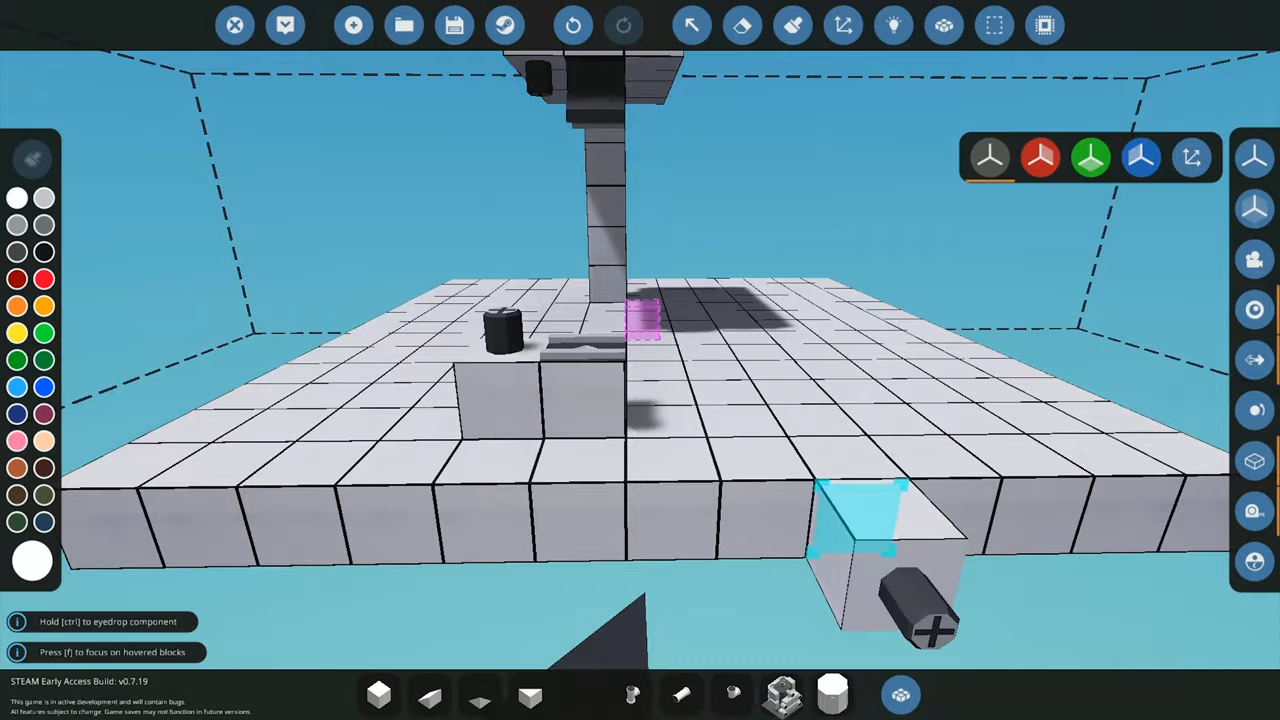 Hold [ctrl] to eyedrop component
Press [f] to focus on hovered blocks
STEAM Early Access Build: v0.7.19
This game is in active development and will contain bugs.
All features subject to change. Game saves may not function in future versions.